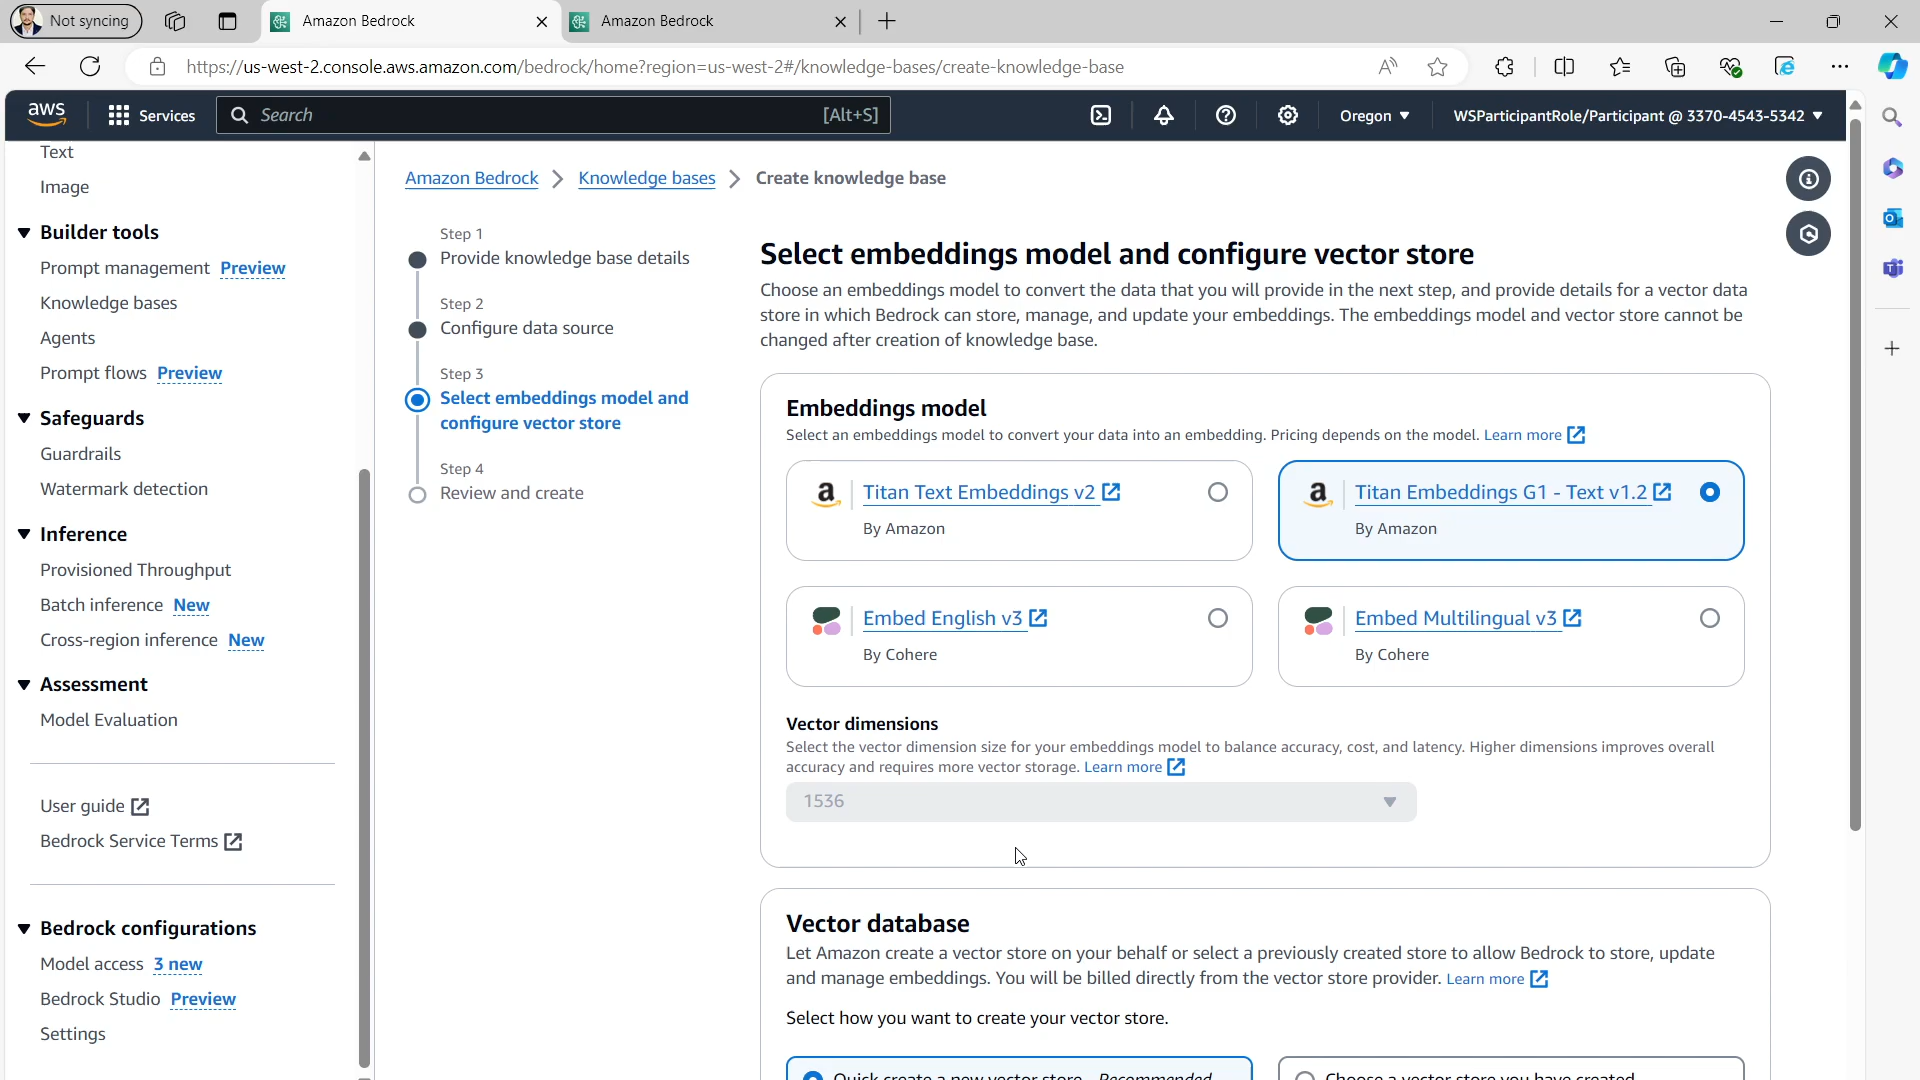 Not syncing
Amazon Bedrock
Amazon Bedrock
https://us-west-2.console.aws.amazon.com/bedrock/home?region=us-west-2#/knowledge-bases/create-knowledge-base
aws
Services
Search
[Alt+S]
Oregon
WSParticipantRole/Participant @ 3370-4543-5342
Text
Image
Builder tools
Prompt management Preview
Knowledge bases
Agents
Prompt flows Preview
Safeguards
Guardrails
Watermark detection
Inference
Provisioned Throughput
Batch inference New
Cross-region inference New
Assessment
Model Evaluation
User guide
Bedrock Service Terms
Bedrock configurations
Model access 3 new
Bedrock Studio Preview
Settings
Amazon Bedrock
Knowledge bases
Create knowledge base
Step 1
Provide knowledge base details
Step 2
Configure data source
Step 3
Select embeddings model and
configure vector store
Step 4
Review and create
Select embeddings model and configure vector store
Choose an embeddings model to convert the data that you will provide in the next step, and provide details for a vector data
store in which Bedrock can store, manage, and update your embeddings. The embeddings model and vector store cannot be
changed after creation of knowledge base.
Embeddings model
Select an embeddings model to convert your data into an embedding. Pricing depends on the model. Learn more
Titan Text Embeddings v2
By Amazon
Titan Embeddings G1 - Text v1.2
By Amazon
Embed English v3
By Cohere
Embed Multilingual v3
By Cohere
Vector dimensions
Select the vector dimension size for your embeddings model to balance accuracy, cost, and latency. Higher dimensions improves overall
accuracy and requires more vector storage. Learn more
1536
Vector database
Let Amazon create a vector store on your behalf or select a previously created store to allow Bedrock to store, update
and manage embeddings. You will be billed directly from the vector store provider. Learn more
Select how you want to create your vector store.
Quick create a new vector store - Recommended
Choose a vector store you have created